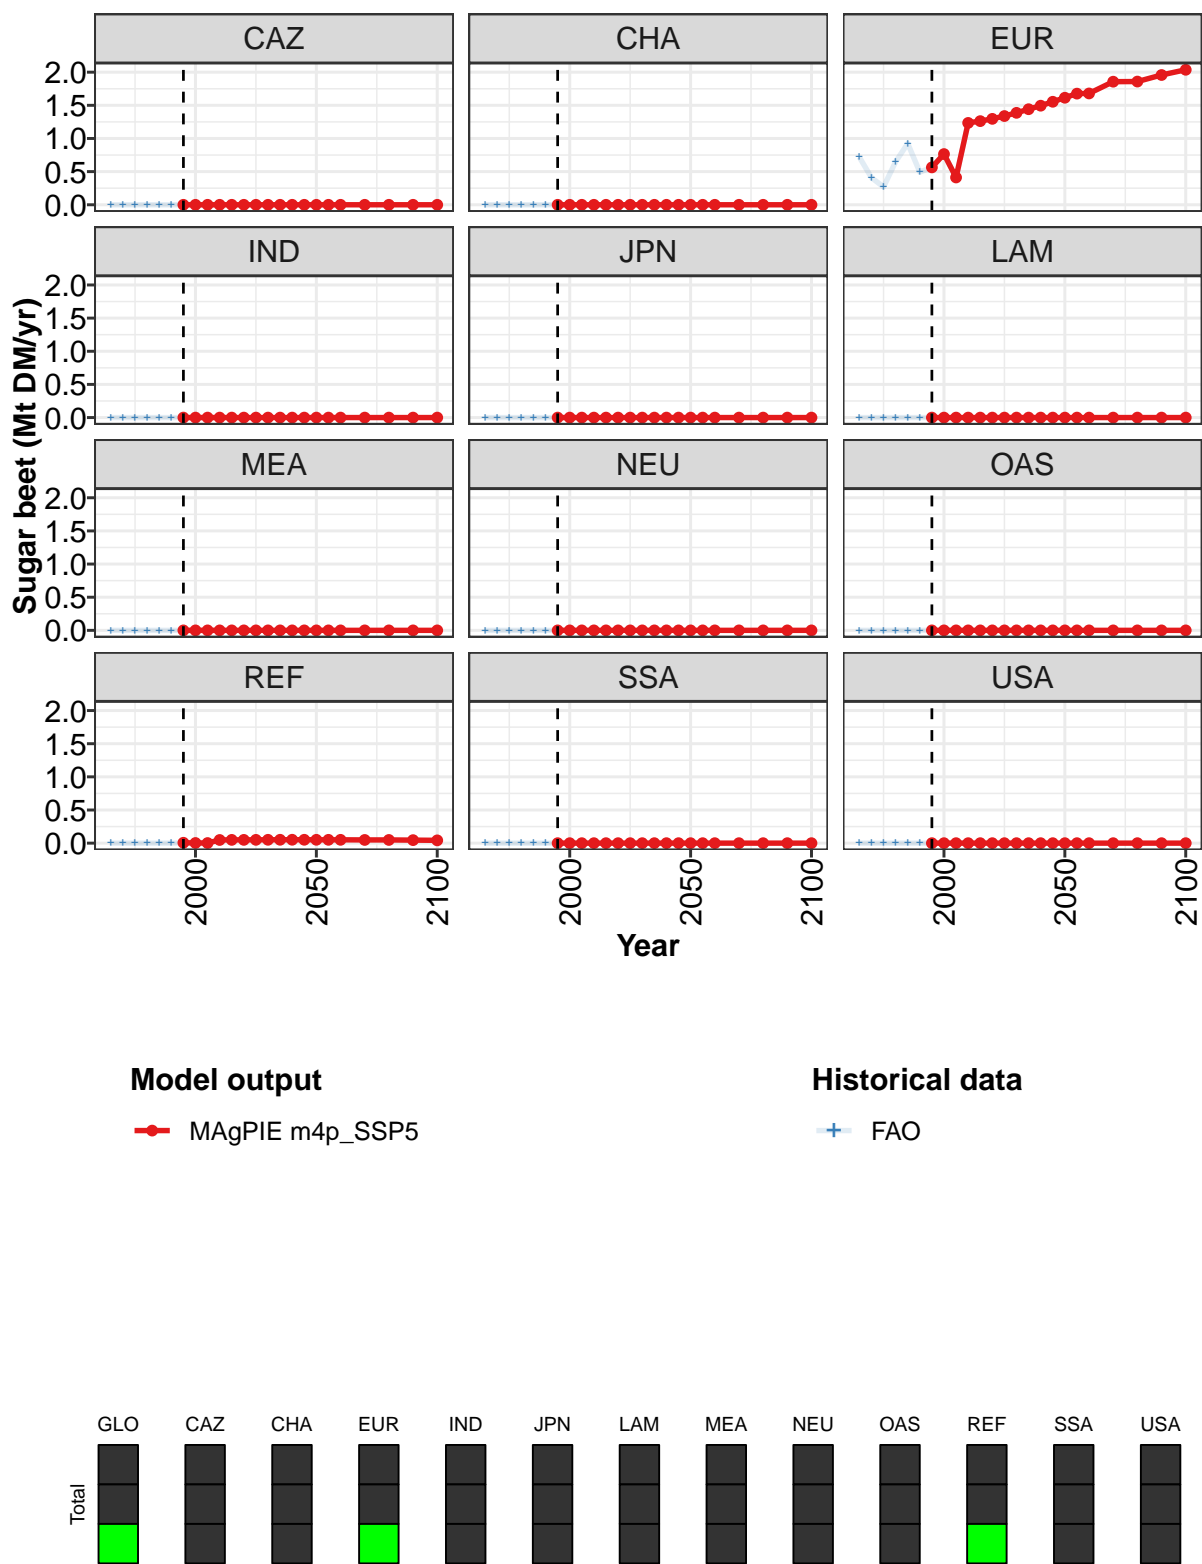 CAZ CHA EUR
2.0
1.5
1.0
0.5
0.0
IND JPN LAM
2.0
1.5
1.0
0.5
0.0
MEA NEU OAS
2.0
1.5
1.0
0.5
0.0
REF SSA USA
2.0
1.5
1.0
0.5
0.0
Sugar beet (Mt DM/yr)
2000 2050 2100 2000 2050 2100 2000 2050 2100
Year
Model output Historical data
MAgPIE m4p_SSP5 FAO
GLO CAZ CHA EUR IND JPN LAM MEA NEU OAS REF SSA USA
Total